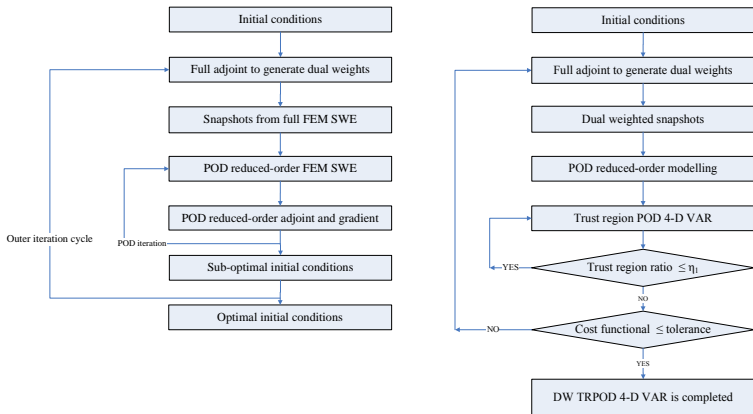 Initial conditions
Full adjoint to generate dual weights
Snapshots from full FEM SWE
POD reduced-order FEM SWE
POD reduced-order adjoint and gradient
Outer iteration cycle
POD iteration
Sub-optimal initial conditions
Optimal initial conditions
Initial conditions
Full adjoint to generate dual weights
Dual weighted snapshots
POD reduced-order modelling
Trust region POD 4-D VAR
Trust region ratio ≤ η₁
YES
NO
Cost functional ≤ tolerance
NO
YES
DW TRPOD 4-D VAR is completed